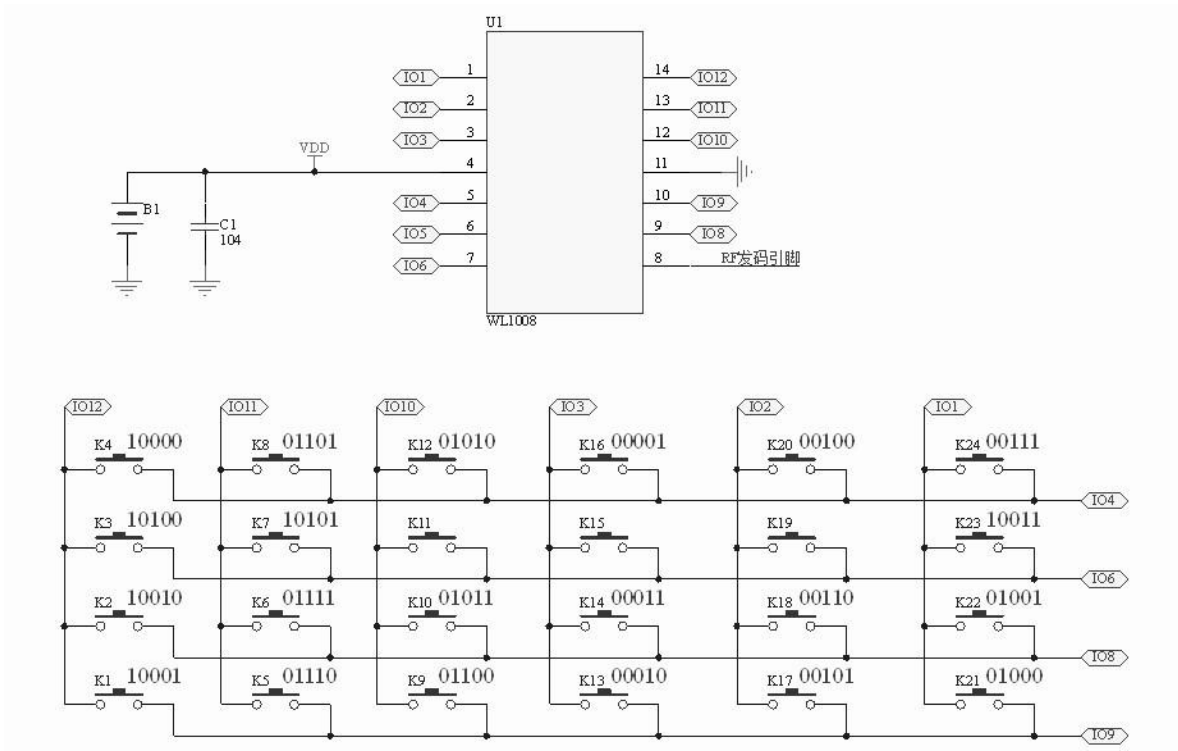 U1
IO1 1 14 IO12
IO2 2 13 IO11
IO3 3 12 IO10
VDD 4 11
IO4 5 10 IO9
IO5 6 9 IO8
IO6 7 8 RF发码引脚
B1
C1
104
WL1008
IO12 IO11 IO10 IO3 IO2 IO1
K4 10000 K8 01101 K12 01010 K16 00001 K20 00100 K24 00111
IO4
K3 10100 K7 10101 K11 K15 K19 K23 10011
IO6
K2 10010 K6 01111 K10 01011 K14 00011 K18 00110 K22 01001
IO8
K1 10001 K5 01110 K9 01100 K13 00010 K17 00101 K21 01000
IO9